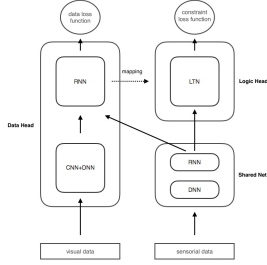 data loss
function
constraint
loss function
RNN
mapping
LTN
Logic Head
Data Head
CNN+DNN
RNN
Shared Net
DNN
visual data
sensorial data